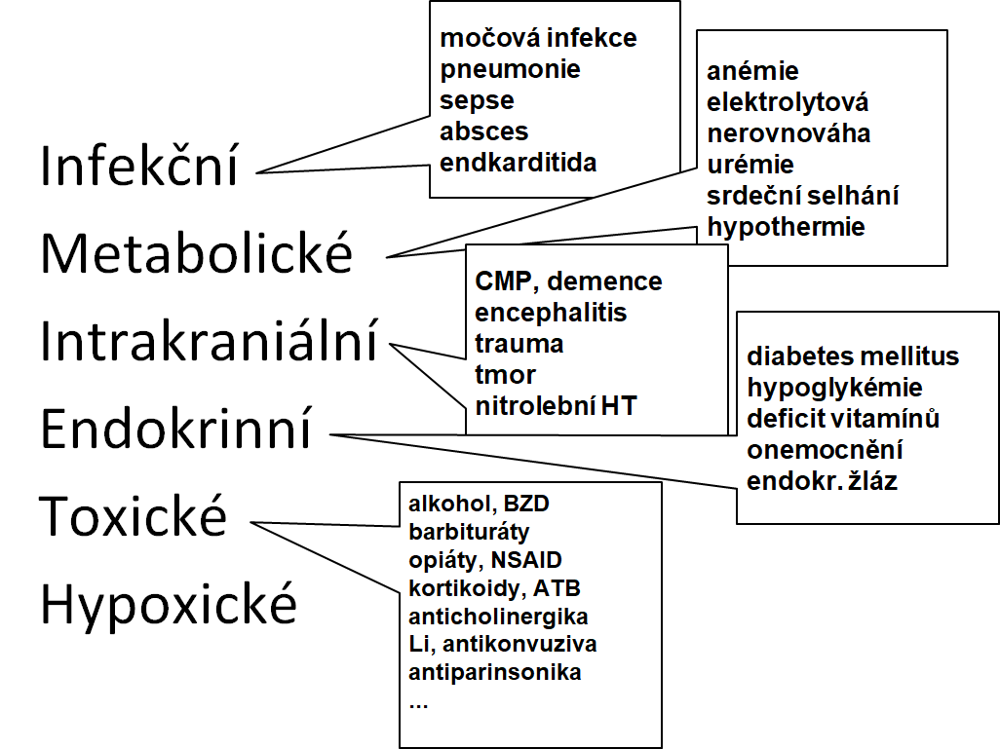 Infekční
močová infekce
pneumonie
sepse
absces
endkarditida
Metabolické
anémie
elektrolytová
nerovnováha
urémie
srdeční selhání
hypothermie
Intrakraniální
CMP, demence
encephalitis
trauma
tmor
nitrolební HT
Endokrinní
diabetes mellitus
hypoglykémie
deficit vitamínů
onemocnění
endokr. žláz
Toxické
alkohol, BZD
barbituráty
opiáty, NSAID
kortikoidy, ATB
anticholinergika
Li, antikonvuziva
antiparinsonika
...
Hypoxické